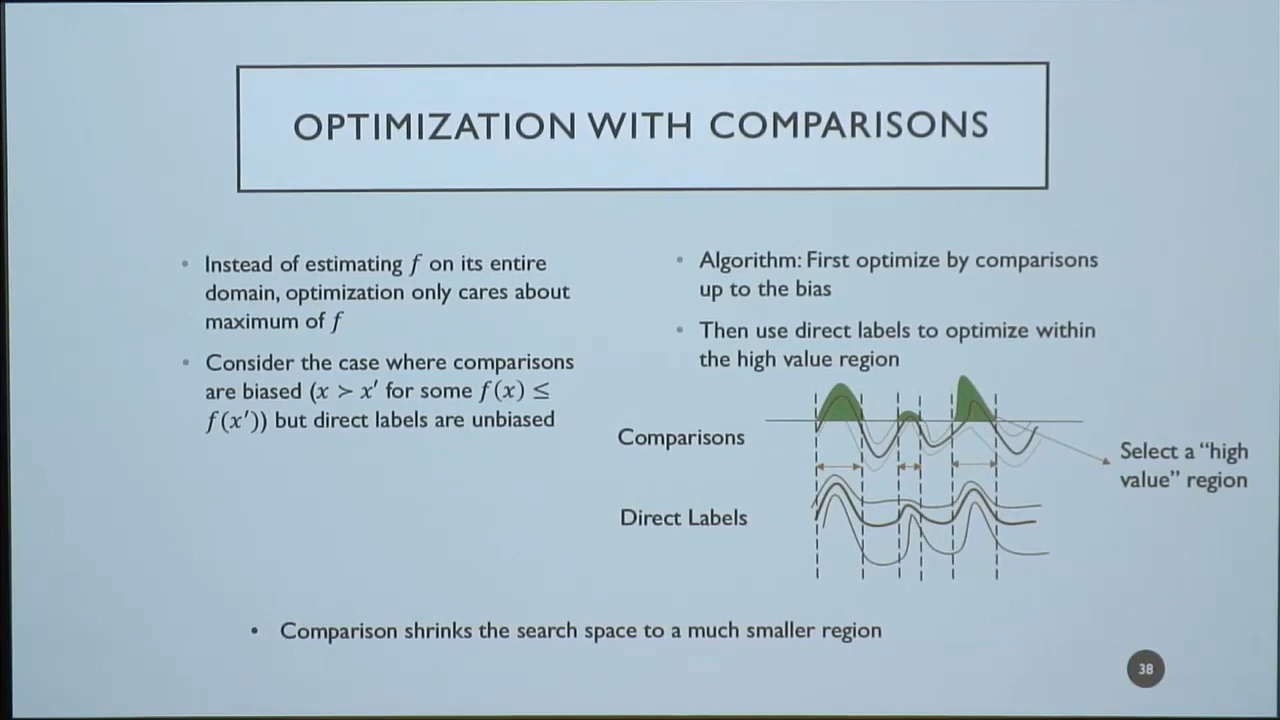 OPTIMIZATION WITH COMPARISONS
• Instead of estimating f on its entire
domain, optimization only cares about
maximum of f
• Consider the case where comparisons
are biased (x > x′ for some f(x) ≤
f(x′)) but direct labels are unbiased
• Algorithm: First optimize by comparisons
up to the bias
• Then use direct labels to optimize within
the high value region
Comparisons
Select a “high
value” region
Direct Labels
• Comparison shrinks the search space to a much smaller region
38